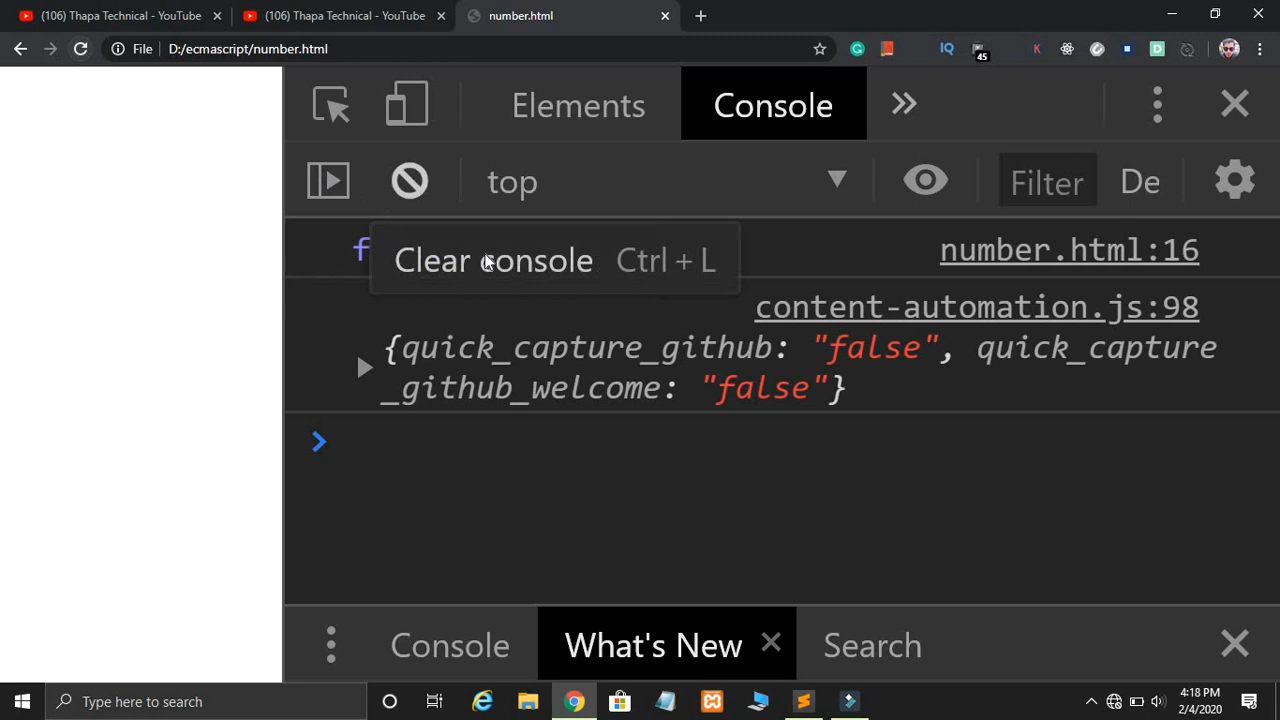 (106) Thapa Technical - YouTube (106) Thapa Technical - YouTube number.html
File D:/ecmascript/number.html IQ K D 45
Elements Console
top Filter De
f number.html:16
Clear console Ctrl + L
content-automation.js:98
{quick_capture_github: "false", quick_capture
_github_welcome: "false"}
Console What's New Search
Type here to search 4:18 PM
2/4/2020